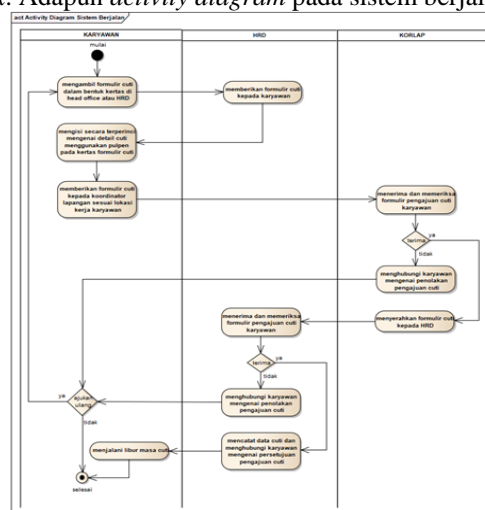 Adapun activity diagram pada sistem berjalan
act Activity Diagram Sistem Berjalan
KARYAWAN
HRD
KORLAP
mulai
mengambil formulir cuti
dalam bentuk kertas di
head office atau HRD
memberikan formulir cuti
kepada karyawan
mengisi secara terperinci
mengenai detail cuti
menggunakan pulpen
pada kertas formulir cuti
memberikan formulir cuti
kepada koordinator
lapangan sesuai lokasi
kerja karyawan
menerima dan memeriksa
formulir pengajuan cuti
karyawan
terima
ya
tidak
menghubungi karyawan
mengenai penolakan
pengajuan cuti
menyerahkan formulir cuti
kepada HRD
menerima dan memeriksa
formulir pengajuan cuti
karyawan
terima
ya
tidak
menghubungi karyawan
mengenai penolakan
pengajuan cuti
ya
ajukan
ulang
tidak
mencatat data cuti dan
menghubungi karyawan
mengenai persetujuan
pengajuan cuti
menjalani libur masa cuti
selesai